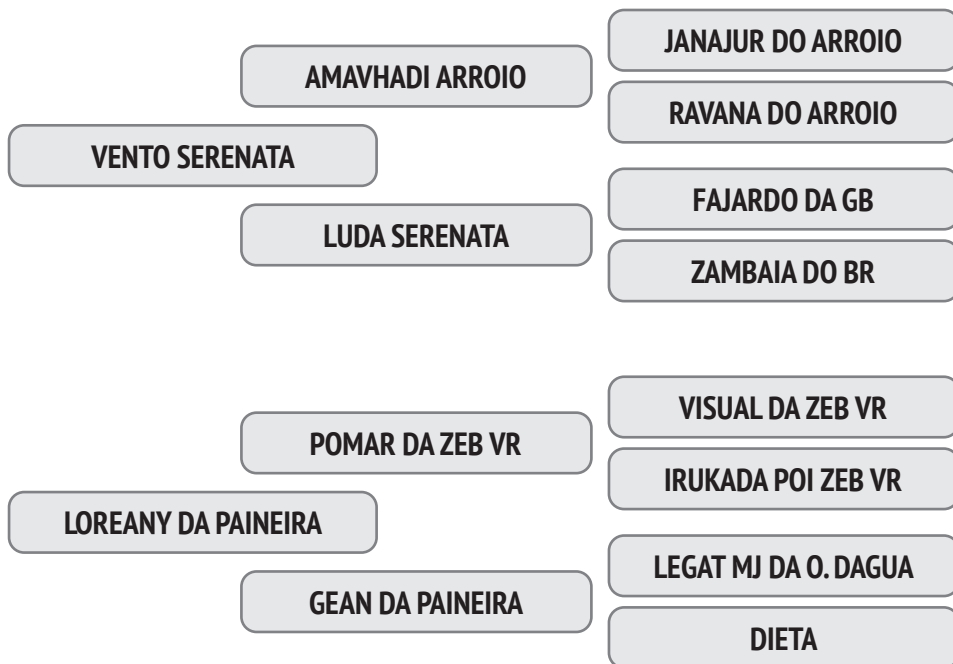 JANAJUR DO ARROIO
AMAVHADI ARROIO
RAVANA DO ARROIO
VENTO SERENATA
FAJARDO DA GB
LUDA SERENATA
ZAMBAIA DO BR
VISUAL DA ZEB VR
POMAR DA ZEB VR
IRUKADA POI ZEB VR
LOREANY DA PAINEIRA
LEGAT MJ DA O. DAGUA
GEAN DA PAINEIRA
DIETA